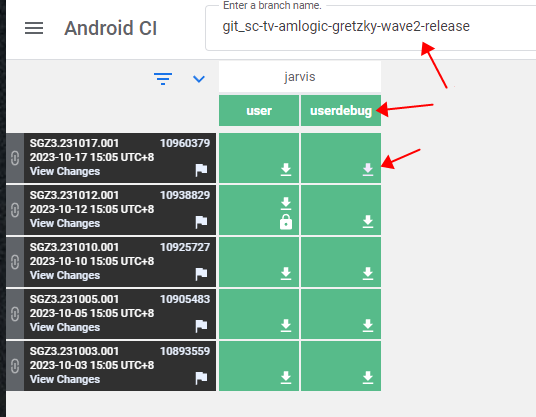 Enter a branch name.
Android CI
git_sc-tv-amlogic-gretzky-wave2-release
jarvis
user userdebug
SGZ3.231017.001 10960379
2023-10-17 15:05 UTC+8
View Changes
SGZ3.231012.001 10938829
2023-10-12 15:05 UTC+8
View Changes
SGZ3.231010.001 10925727
2023-10-10 15:05 UTC+8
View Changes
SGZ3.231005.001 10905483
2023-10-05 15:05 UTC+8
View Changes
SGZ3.231003.001 10893559
2023-10-03 15:05 UTC+8
View Changes